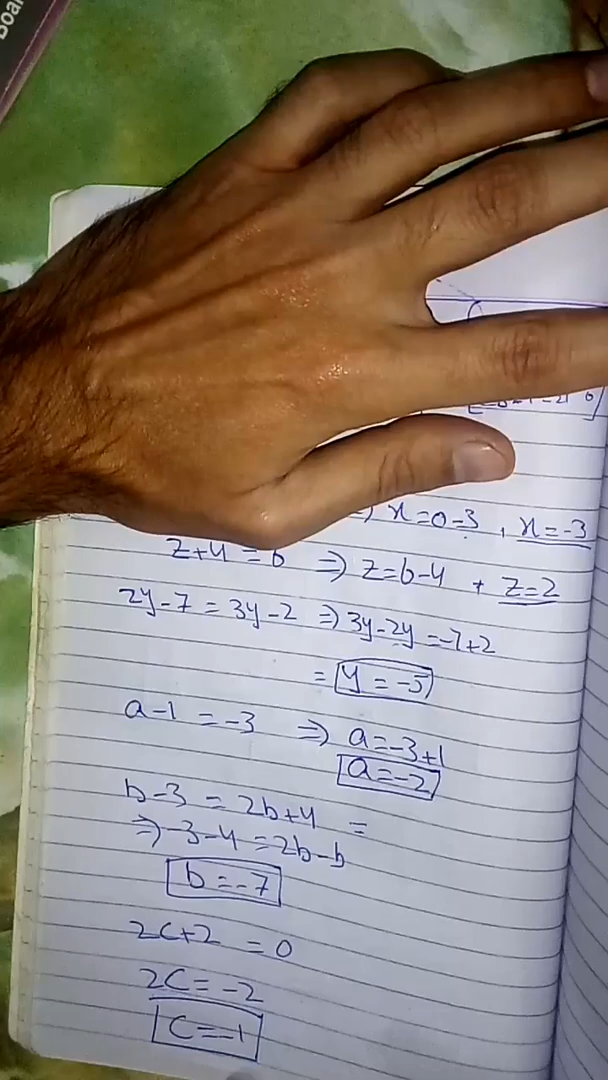 Boar
x=0-3, x=-3
z+4=6 ⇒ z=6-4 + z=2
2y-7=3y-2 ⇒ 3y-2y=-7+2
= y=-5
a-1=-3 ⇒ a=-3+1
a=-2
b-3=2b+4 =
⇒ -3-4=2b-b
b=-7
2c+2=0
2c=-2
c=-1